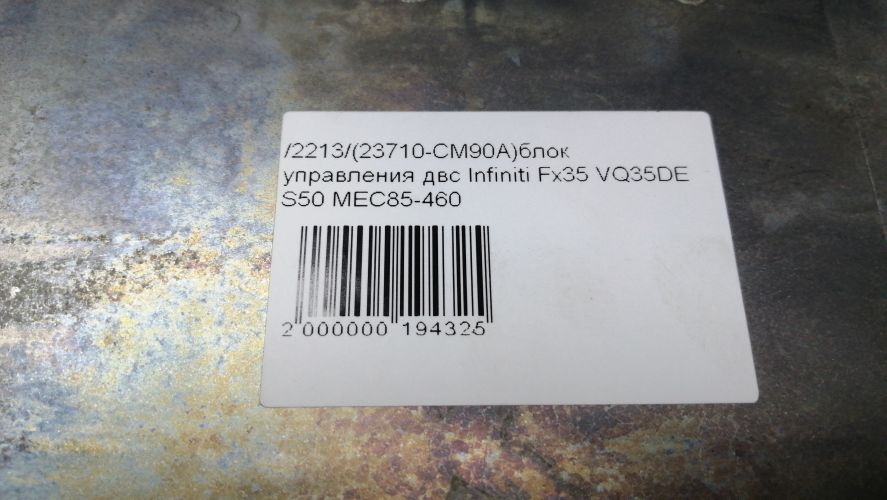 /2213/(23710-CM90A)блок
управления двс Infiniti Fx35 VQ35DE
S50 MEC85-460
2 000000 194325